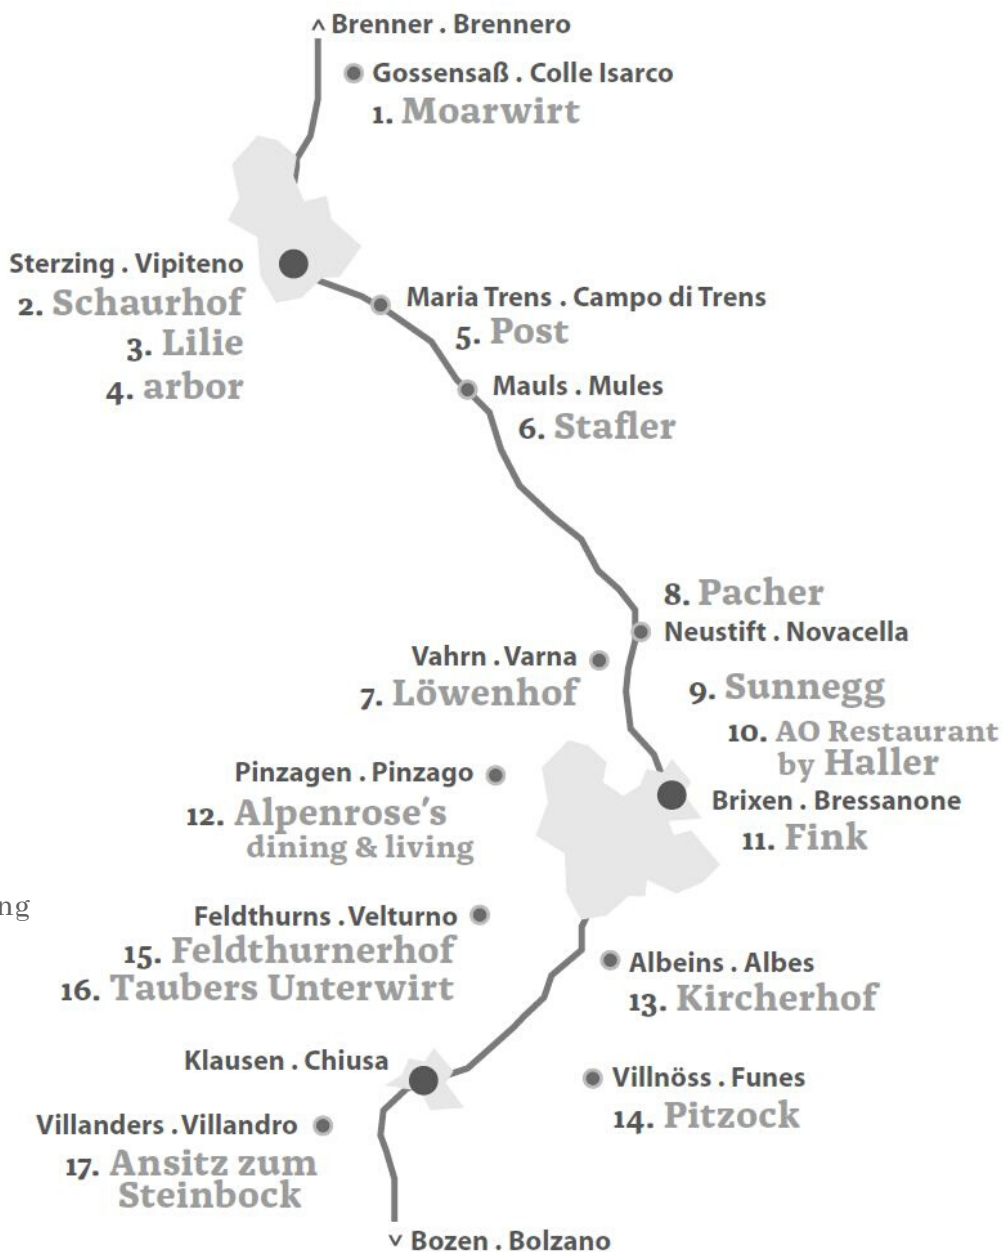 ^ Brenner . Brennero
Gossensaß . Colle Isarco
1. Moarwirt
Sterzing . Vipiteno
2. Schaurhof
3. Lilie
4. arbor
Maria Trens . Campo di Trens
5. Post
Mauls . Mules
6. Stafler
8. Pacher
Neustift . Novacella
Vahrn . Varna
7. Löwenhof
9. Sunnegg
10. AO Restaurant
by Haller
Brixen . Bressanone
11. Fink
Pinzagen . Pinzago
12. Alpenrose's
dining & living
ng
Feldthurns . Velturno
15. Feldthurnerhof
16. Taubers Unterwirt
Albeins . Albes
13. Kircherhof
Klausen . Chiusa
Villnöss . Funes
14. Pitzock
Villanders . Villandro
17. Ansitz zum
Steinbock
v Bozen . Bolzano